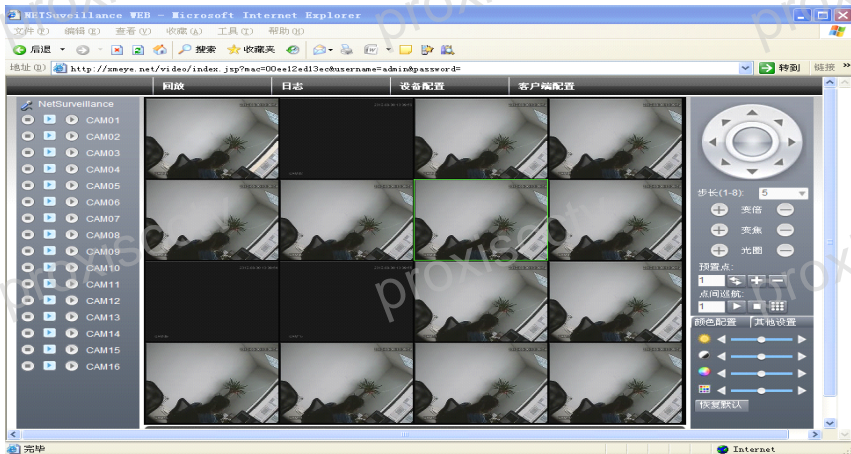 NETSuveillance WEB - Microsoft Internet Explorer
文件(F) 编辑(E) 查看(V) 收藏(A) 工具(T) 帮助(H)
后退 搜索 收藏夹
地址(D) http://xmeye.net/video/index.jsp?mac=00ee12ed13ec&username=admin&password= 转到 链接 »
回放 日志 设备配置 客户端配置
NetSurveillance
CAM01
CAM02
CAM03
CAM04
CAM05
CAM06
CAM07
CAM08
CAM09
CAM10
CAM11
CAM12
CAM13
CAM14
CAM15
CAM16
步长(1-8): 5
变倍
变焦
光圈
预置点:
1
点间巡航:
1
颜色配置 其他设置
恢复默认
完毕 Internet
proxiscctv